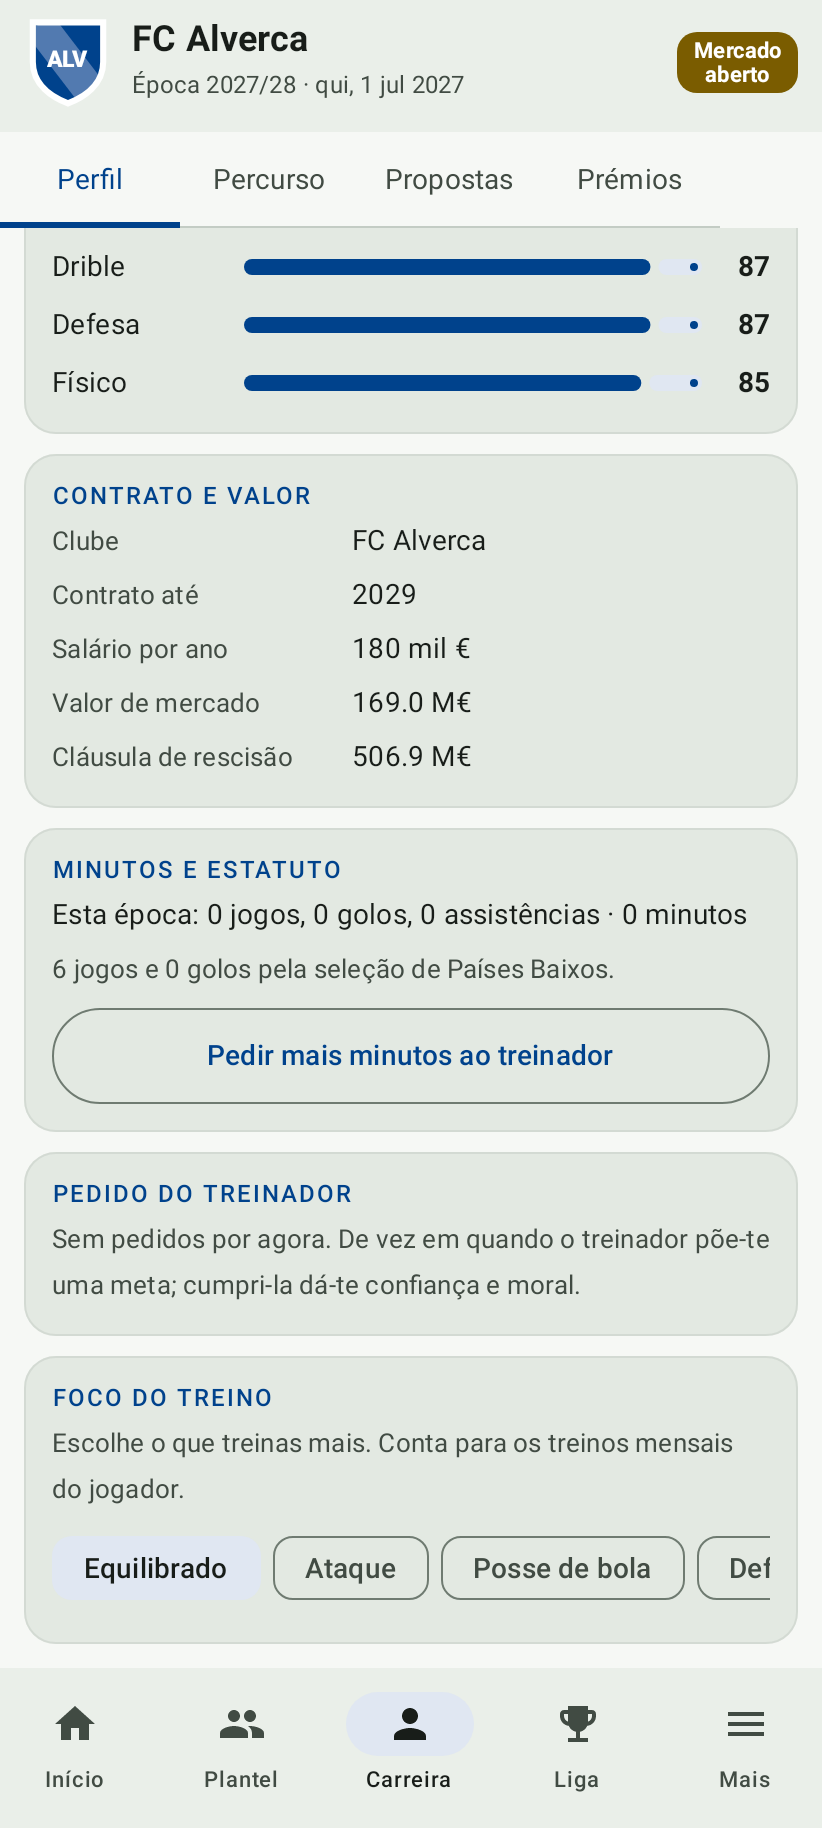 ALV
FC Alverca
Época 2027/28 · qui, 1 jul 2027
Mercado
aberto
Perfil
Percurso
Propostas
Prémios
Drible 87
Defesa 87
Físico 85
CONTRATO E VALOR
Clube FC Alverca
Contrato até 2029
Salário por ano 180 mil €
Valor de mercado 169.0 M€
Cláusula de rescisão 506.9 M€
MINUTOS E ESTATUTO
Esta época: 0 jogos, 0 golos, 0 assistências · 0 minutos
6 jogos e 0 golos pela seleção de Países Baixos.
Pedir mais minutos ao treinador
PEDIDO DO TREINADOR
Sem pedidos por agora. De vez em quando o treinador põe-te
uma meta; cumpri-la dá-te confiança e moral.
FOCO DO TREINO
Escolhe o que treinas mais. Conta para os treinos mensais
do jogador.
Equilibrado
Ataque
Posse de bola
Def
Início
Plantel
Carreira
Liga
Mais